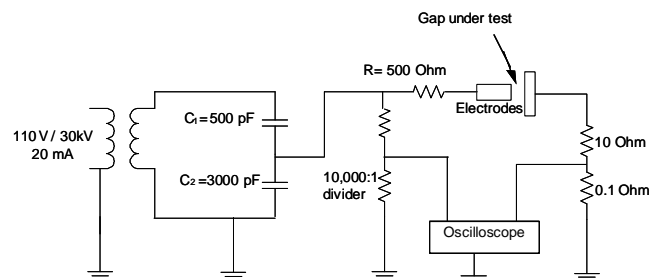 Gap under test
R= 500 Ohm
C₁=500 pF
Electrodes
110V / 30kV
20 mA
10 Ohm
C₂=3000 pF
10,000:1
divider
0.1 Ohm
Oscilloscope